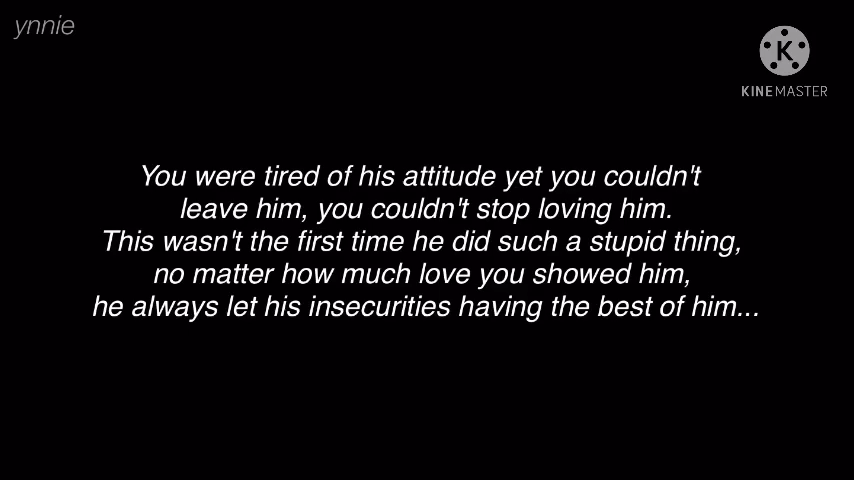 ynnie
K
KINEMASTER
You were tired of his attitude yet you couldn't
leave him, you couldn't stop loving him.
This wasn't the first time he did such a stupid thing,
no matter how much love you showed him,
he always let his insecurities having the best of him...